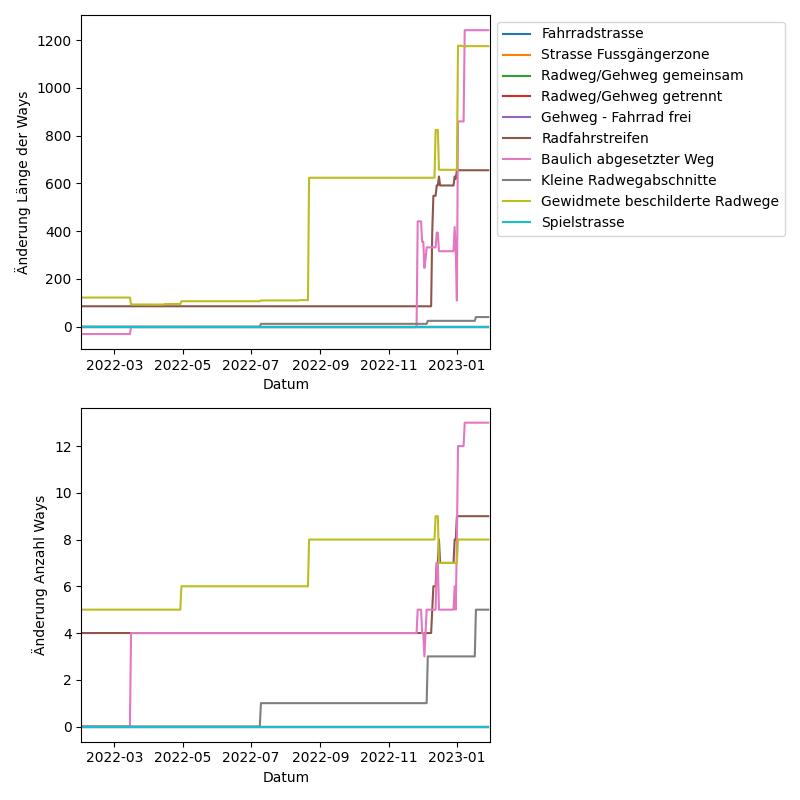 Änderung Länge der Ways
1200
1000
800
600
400
200
0
2022-03 2022-05 2022-07 2022-09 2022-11 2023-01
Datum
Fahrradstrasse
Strasse Fussgängerzone
Radweg/Gehweg gemeinsam
Radweg/Gehweg getrennt
Gehweg - Fahrrad frei
Radfahrstreifen
Baulich abgesetzter Weg
Kleine Radwegabschnitte
Gewidmete beschilderte Radwege
Spielstrasse
Änderung Anzahl Ways
12
10
8
6
4
2
0
2022-03 2022-05 2022-07 2022-09 2022-11 2023-01
Datum